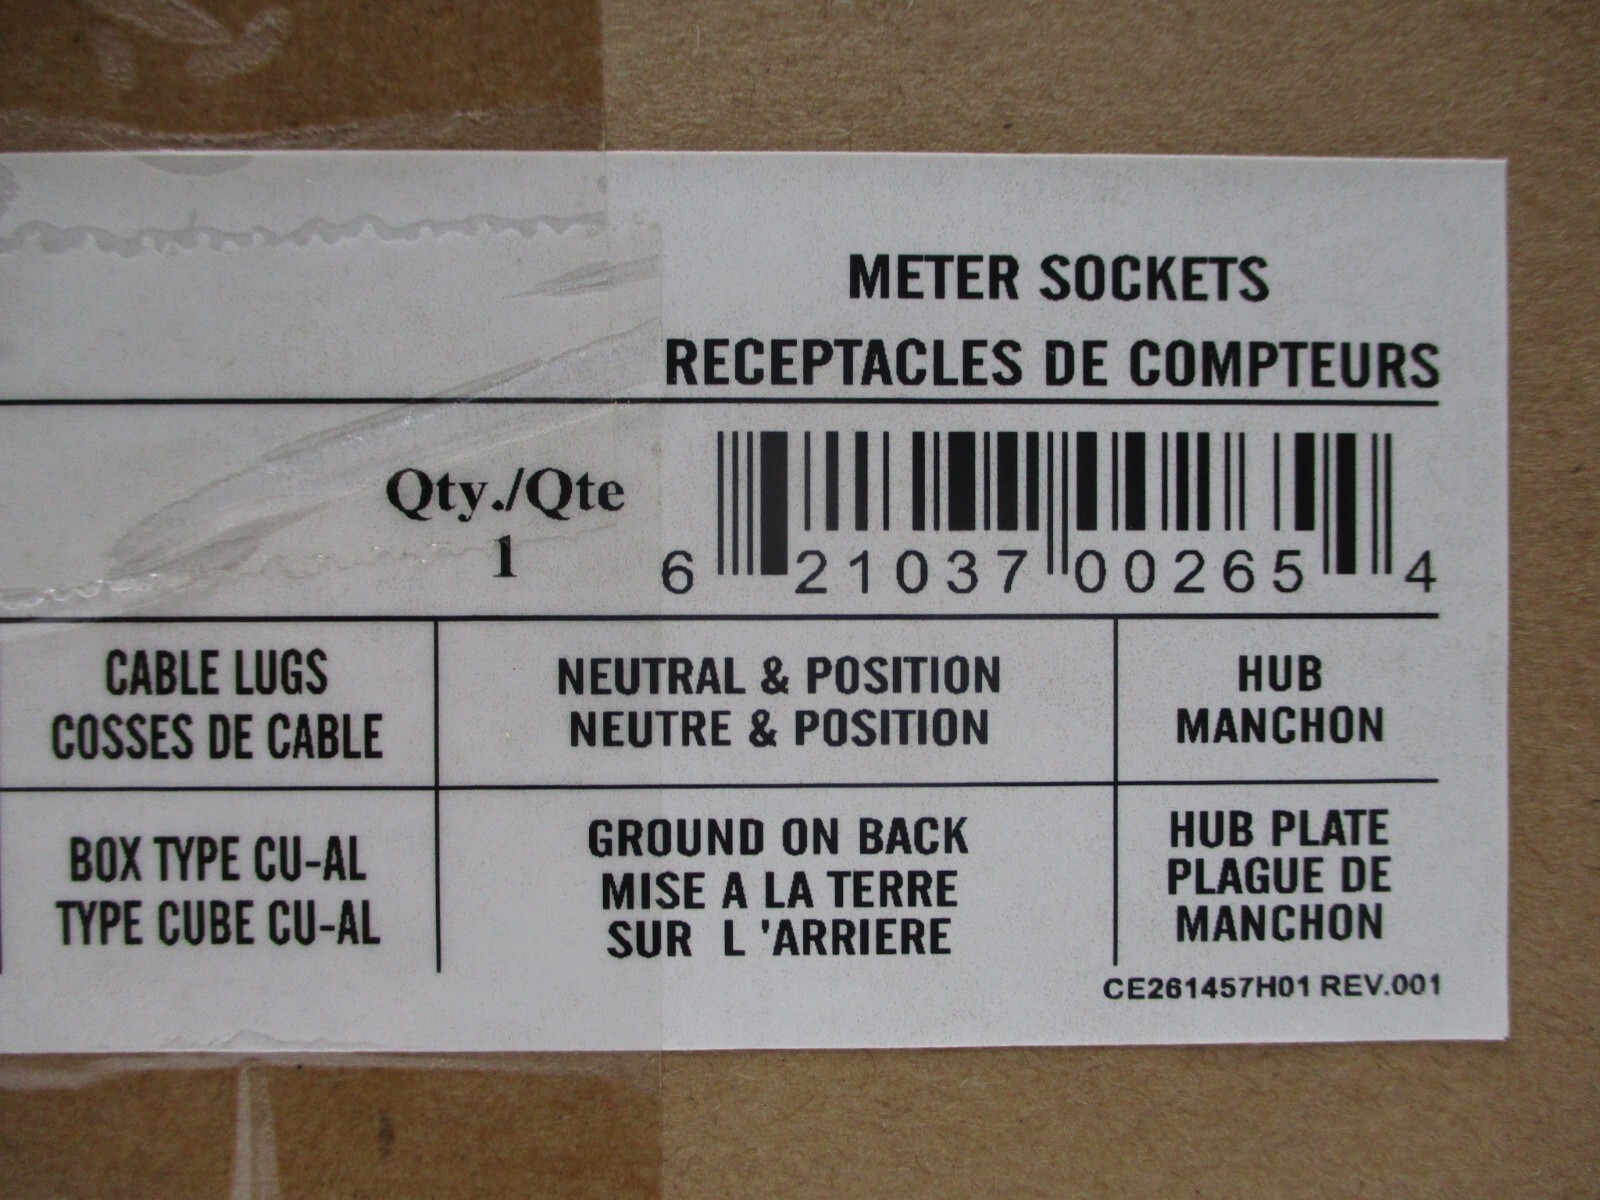 METER SOCKETS
RECEPTACLES DE COMPTEURS
Qty./Qte
1
6 21037 00265 4
CABLE LUGS
COSSES DE CABLE
NEUTRAL & POSITION
NEUTRE & POSITION
HUB
MANCHON
BOX TYPE CU-AL
TYPE CUBE CU-AL
GROUND ON BACK
MISE A LA TERRE
SUR L 'ARRIERE
HUB PLATE
PLAGUE DE
MANCHON
CE261457H01 REV.001